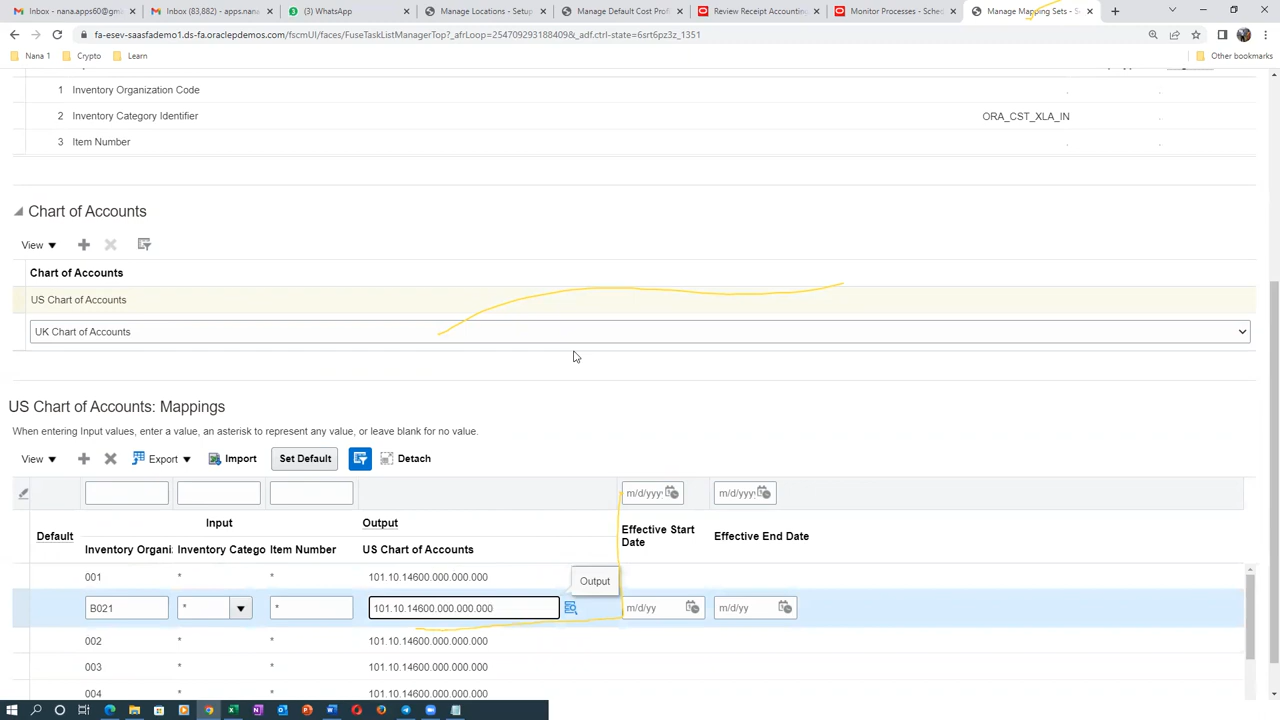 Inbox - nana.apps60@gm
Inbox (83,882) - apps.nana
(3) WhatsApp
Manage Locations - Setup
Manage Default Cost Profi
Review Receipt Accounting
Monitor Processes - Sched
Manage Mapping Sets - S
fa-esev-saasfademo1.ds-fa.oraclepdemos.com/fscmUI/faces/FuseTaskListManagerTop?_afrLoop=2547093193188409&_adf.ctrl-state=6srt6pz3z_1351
Nana 1
Crypto
Learn
Other bookmarks
1 Inventory Organization Code
2 Inventory Category Identifier ORA_CST_XLA_IN
3 Item Number
Chart of Accounts
View
Chart of Accounts
US Chart of Accounts
UK Chart of Accounts
US Chart of Accounts: Mappings
When entering Input values, enter a value, an asterisk to represent any value, or leave blank for no value.
View Export Import Set Default Detach
m/d/yyy m/d/yyy
Default Input Output Effective Start Date Effective End Date
Inventory Organi: Inventory Catego Item Number US Chart of Accounts
001 * * 101.10.14600.000.000.000
Output
B021 * * 101.10.14600.000.000.000 m/d/yy m/d/yy
002 * * 101.10.14600.000.000.000
003 * * 101.10.14600.000.000.000
004 * * 101.10.14600.000.000.000